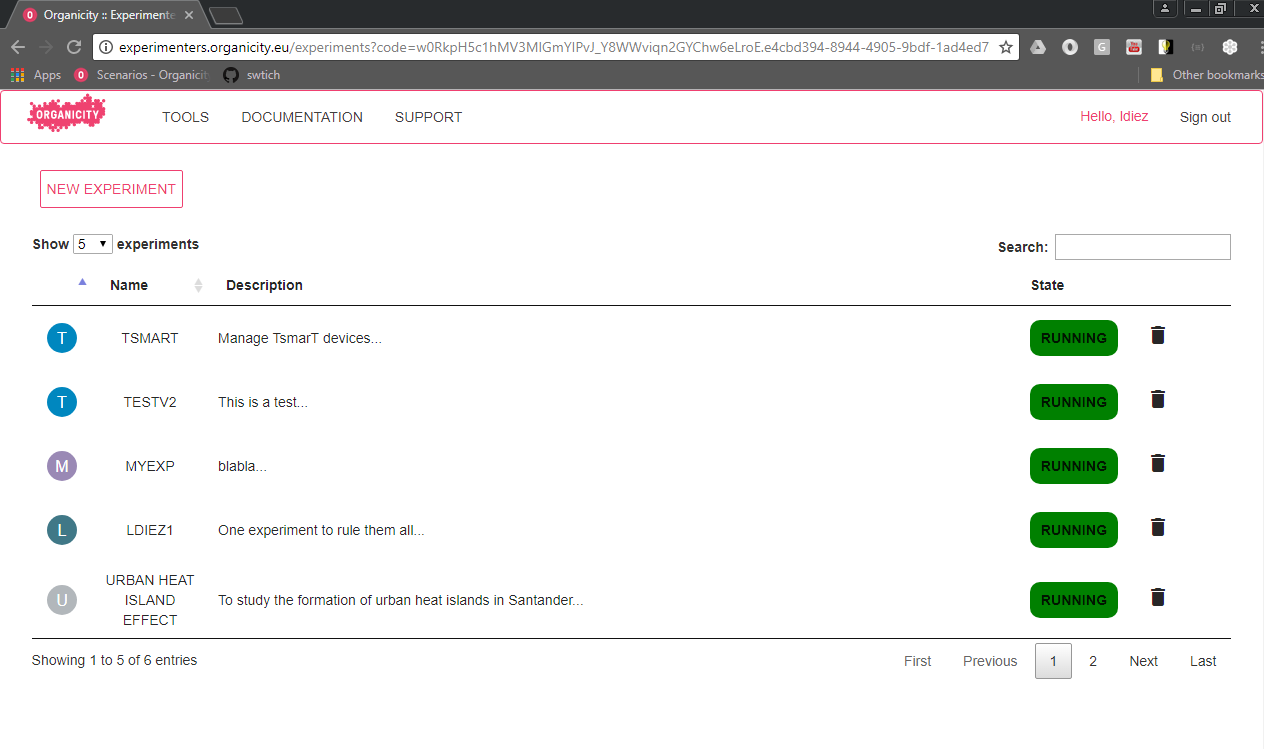 0 Organicity :: Experimente
experimenters.organicity.eu/experiments?code=w0RkpH5c1hMV3MIGmYIPvJ_Y8WWviqn2GYChw6eLroE.e4cbd394-8944-4905-9bdf-1ad4ed7
Apps 0 Scenarios - Organicit swtich Other bookmarks
ORGANICITY TOOLS DOCUMENTATION SUPPORT Hello, ldiez Sign out
NEW EXPERIMENT
Show 5 experiments Search:
Name Description State
T TSMART Manage TsmarT devices... RUNNING
T TESTV2 This is a test... RUNNING
M MYEXP blabla... RUNNING
L LDIEZ1 One experiment to rule them all... RUNNING
URBAN HEAT
U ISLAND To study the formation of urban heat islands in Santander... RUNNING
EFFECT
Showing 1 to 5 of 6 entries First Previous 1 2 Next Last